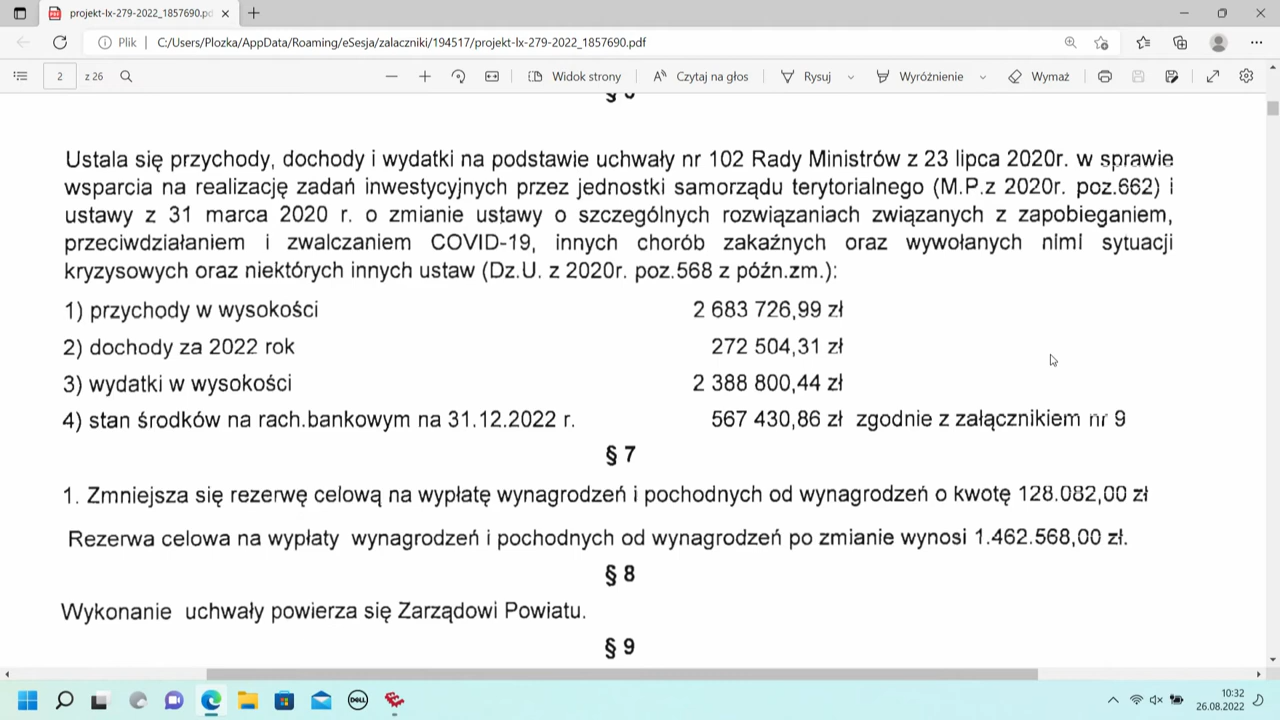 projekt-lx-279-2022_1857690.pd
Plik
C:/Users/Plozka/AppData/Roaming/eSesja/zalaczniki/194517/projekt-lx-279-2022_1857690.pdf
2 z 26
Widok strony
Czytaj na głos
Rysuj
Wyróżnienie
Wymaż
Ustala się przychody, dochody i wydatki na podstawie uchwały nr 102 Rady Ministrów z 23 lipca 2020r. w sprawie
wsparcia na realizację zadań inwestycyjnych przez jednostki samorządu terytorialnego (M.P.z 2020r. poz.662) i
ustawy z 31 marca 2020 r. o zmianie ustawy o szczególnych rozwiązaniach związanych z zapobieganiem,
przeciwdziałaniem i zwalczaniem COVID-19, innych chorób zakaźnych oraz wywołanych nimi sytuacji
kryzysowych oraz niektórych innych ustaw (Dz.U. z 2020r. poz.568 z późn.zm.):
1) przychody w wysokości 2 683 726,99 zł
2) dochody za 2022 rok 272 504,31 zł
3) wydatki w wysokości 2 388 800,44 zł
4) stan środków na rach.bankowym na 31.12.2022 r. 567 430,86 zł zgodnie z załącznikiem nr 9
§ 7
1. Zmniejsza się rezerwę celową na wypłatę wynagrodzeń i pochodnych od wynagrodzeń o kwotę 128.082,00 zł
Rezerwa celowa na wypłaty wynagrodzeń i pochodnych od wynagrodzeń po zmianie wynosi 1.462.568,00 zł.
§ 8
Wykonanie uchwały powierza się Zarządowi Powiatu.
§ 9
DELL
10:32
26.08.2022